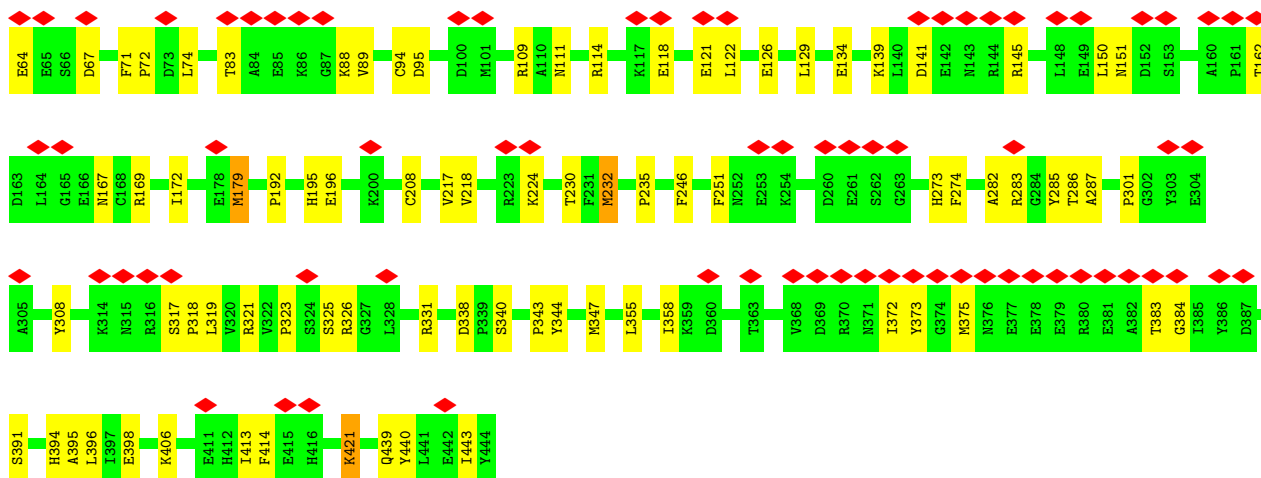 E64 E65 S66 D67 F71 P72 D73 L74 T83 A84 E85 K86 G87 K88 V89 C94 D95 D100 M101 R109 A110 N111 R114 K117 E118 E121 L122 E126 L129 E134 K139 L140 D141 E142 N143 R144 R145 L148 E149 L150 N151 D152 S153 A160 P161 T162
D163 L164 G165 E166 N167 C168 R169 I172 E178 M179 P192 H195 E196 K200 C208 V217 V218 R223 K224 T230 F231 M232 P235 F246 F251 N252 E253 K254 D260 E261 S262 G263 H273 F274 A282 R283 G284 Y285 T286 A287 P301 G302 Y303 E304
A305 Y308 K314 N315 R316 S317 P318 L319 V320 R321 V322 P323 S324 S325 R326 G327 L328 R331 D338 P339 S340 P343 Y344 M347 L355 I358 K359 D360 T363 V368 D369 R370 N371 I372 Y373 G374 M375 N376 E377 E378 E379 R380 E381 A382 T383 G384 I385 Y386 D387
S391 H394 A395 L396 I397 E398 K406 E411 H412 I413 F414 E415 H416 K421 Q439 Y440 L441 E442 I443 Y444